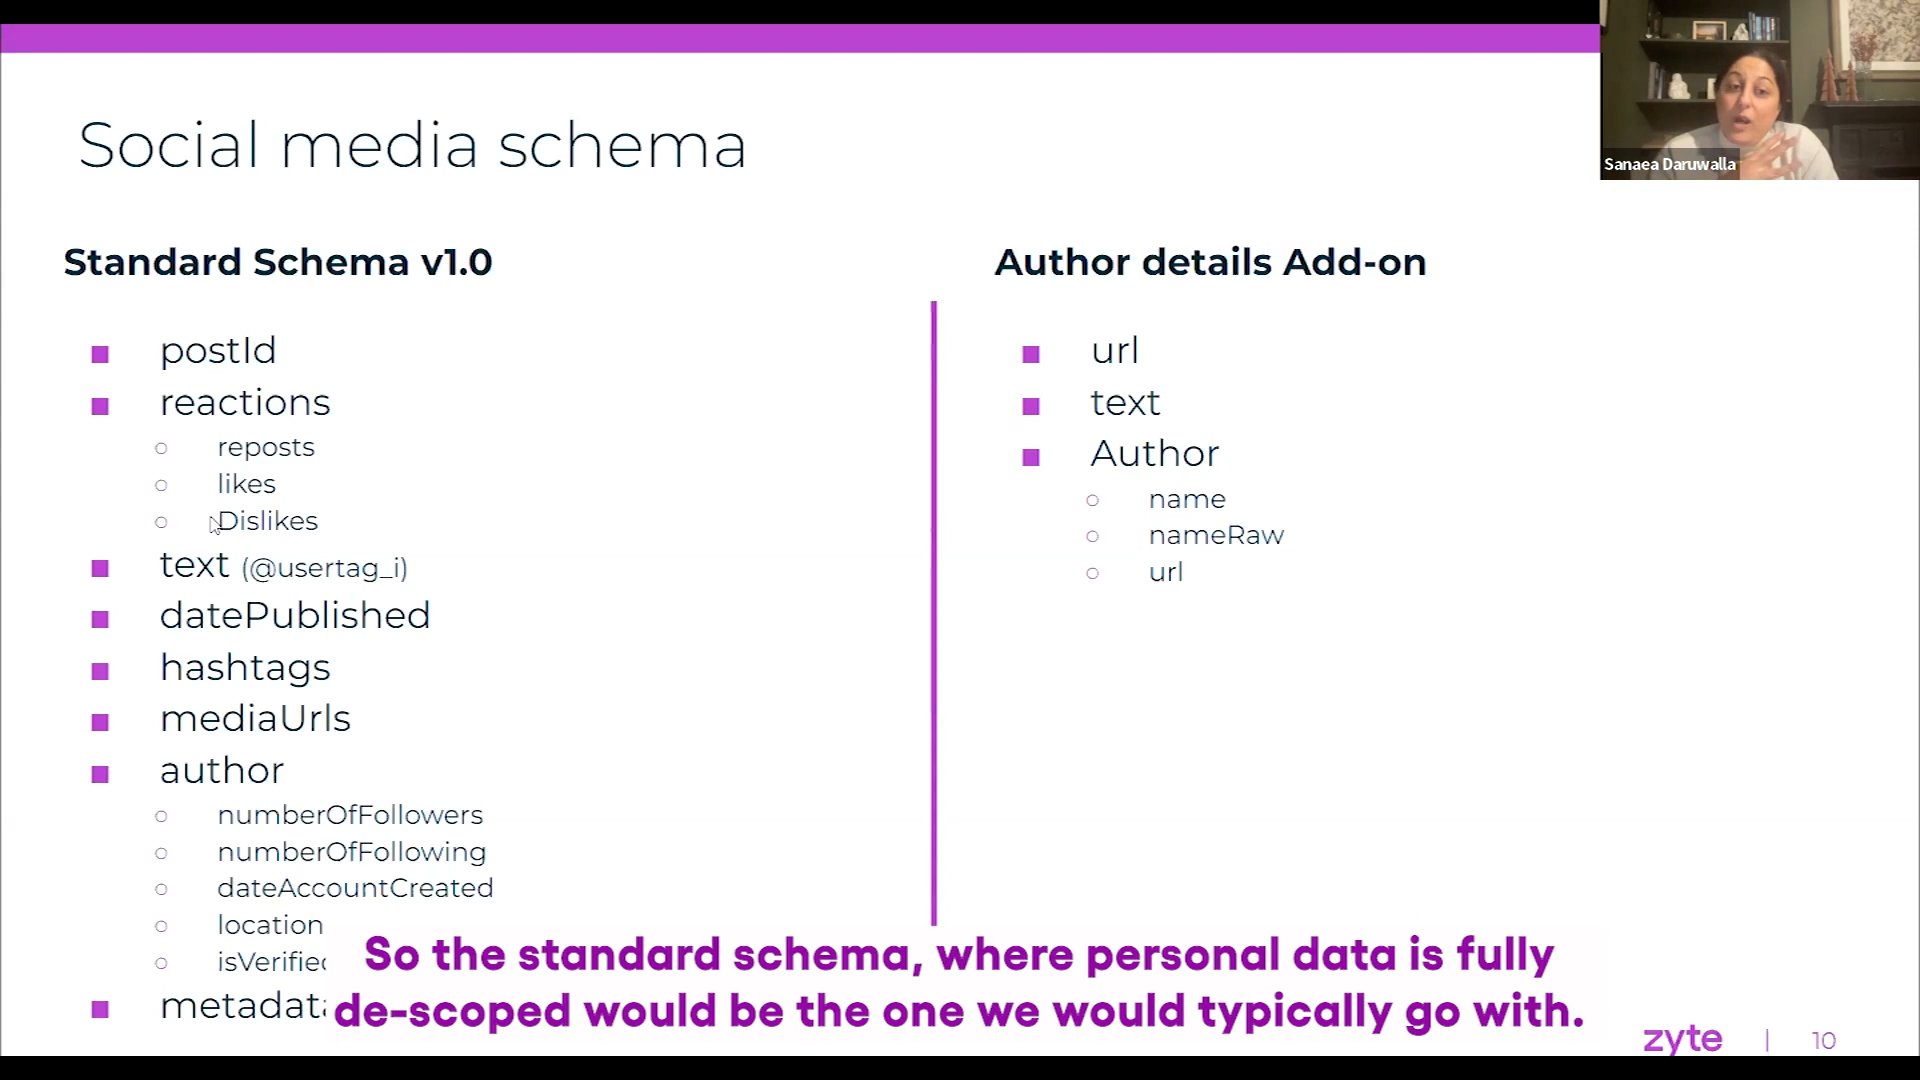 Social media schema
Sanaea Daruwalla
Standard Schema v1.0
postId
reactions
reposts
likes
Dislikes
text (@usertag_i)
datePublished
hashtags
mediaUrls
author
numberOfFollowers
numberOfFollowing
dateAccountCreated
location
Author details Add-on
url
text
Author
name
nameRaw
url
So the standard schema, where personal data is fully
de-scoped would be the one we would typically go with.
zyte | 10